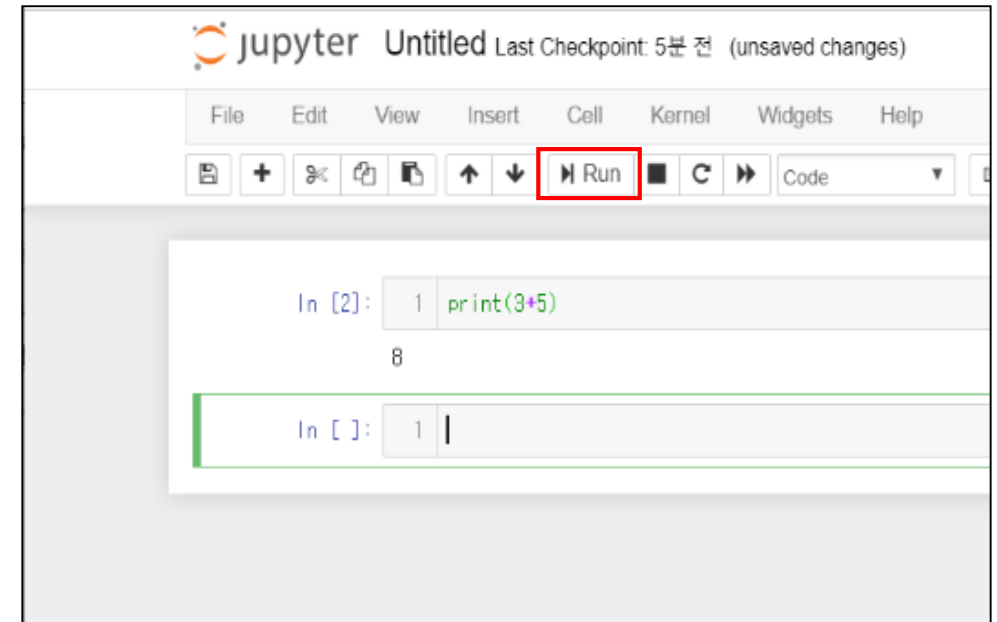 jupyter Untitled Last Checkpoint: 5분 전 (unsaved changes)
File Edit View Insert Cell Kernel Widgets Help
Run Code
In [2]: 1 print(3+5)
8
In [ ]: 1